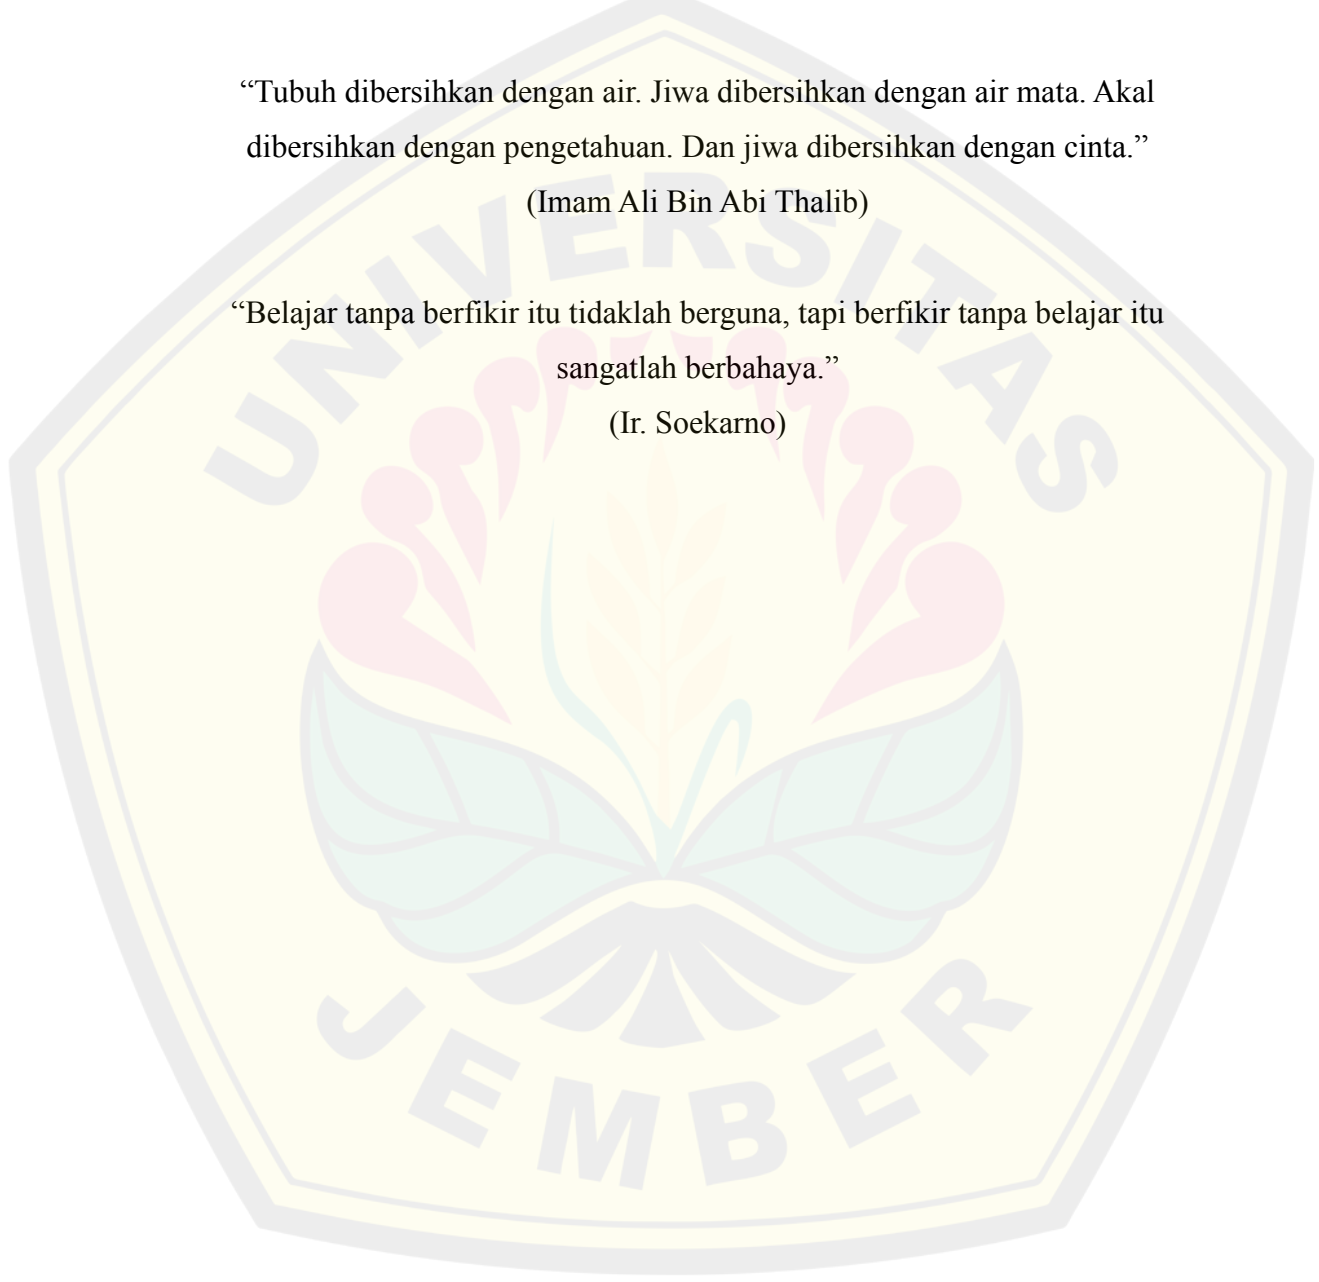 “Tubuh dibersihkan dengan air. Jiwa dibersihkan dengan air mata. Akal
dibersihkan dengan pengetahuan. Dan jiwa dibersihkan dengan cinta.”
(Imam Ali Bin Abi Thalib)
“Belajar tanpa berfikir itu tidaklah berguna, tapi berfikir tanpa belajar itu
sangatlah berbahaya.”
(Ir. Soekarno)
UNIVERSITAS
JEMBER